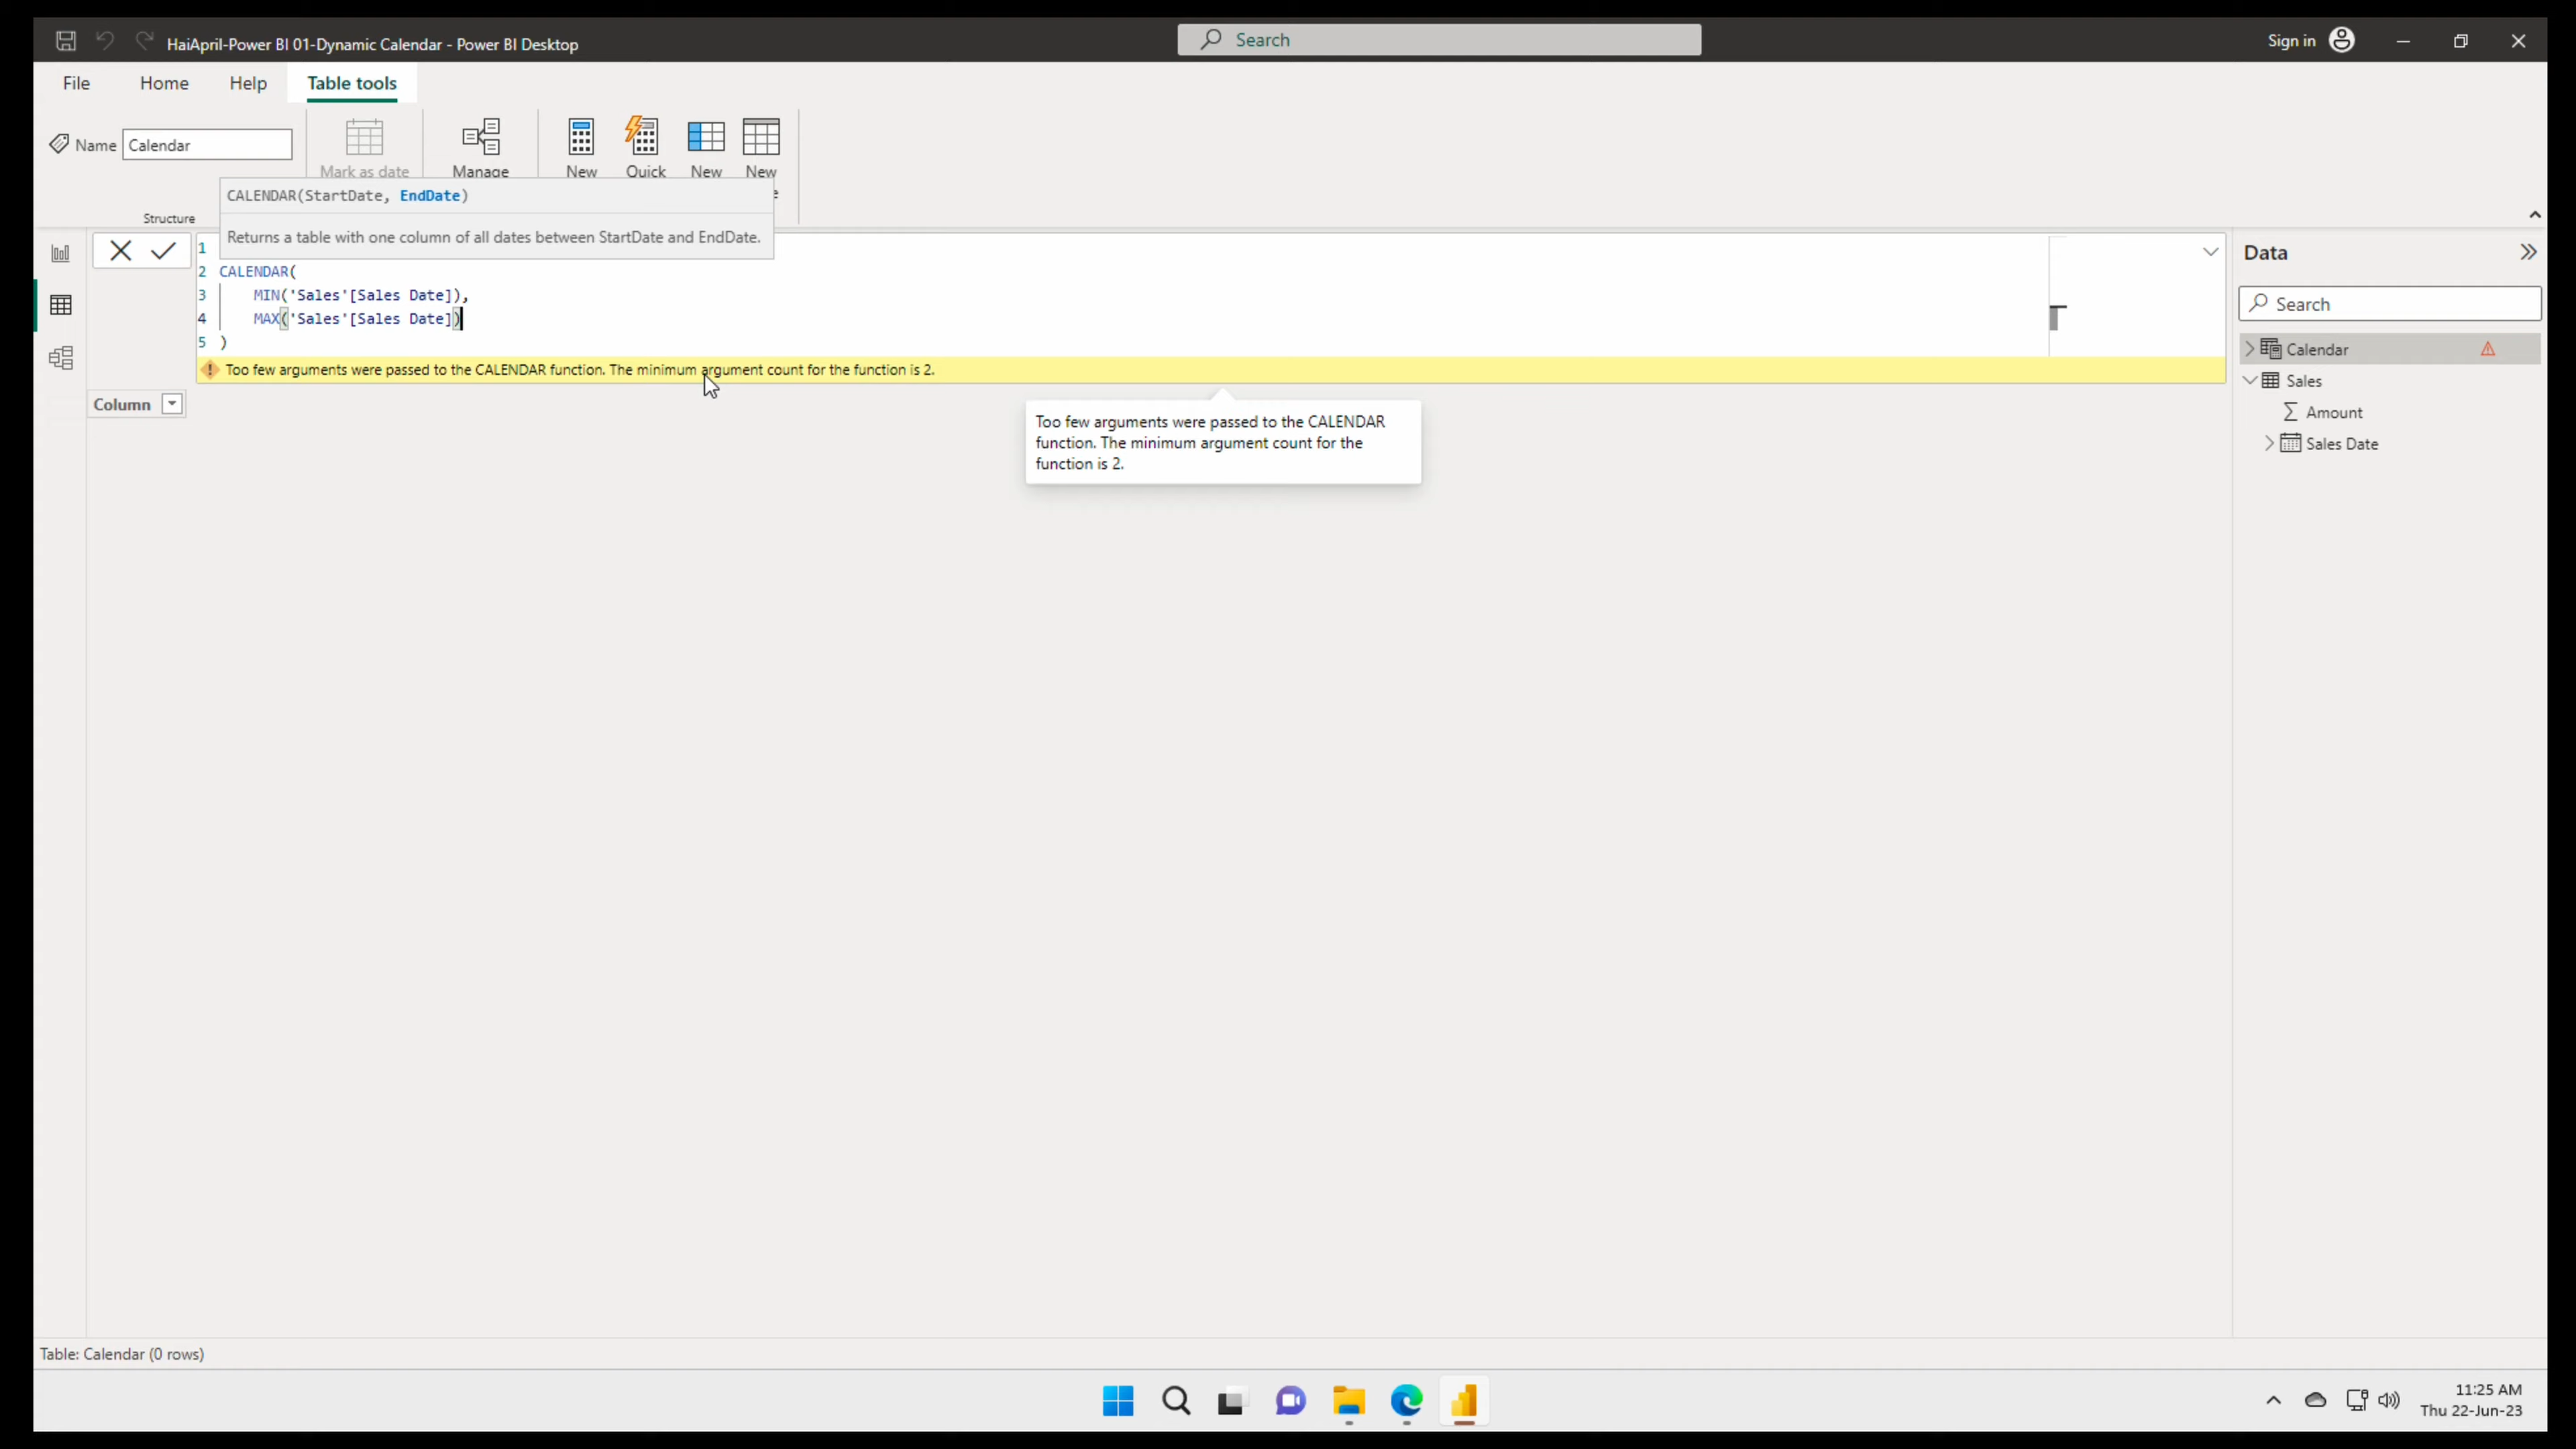 HaiApril-Power BI 01-Dynamic Calendar - Power BI Desktop
Search
Sign in
File
Home
Help
Table tools
Name
Calendar
Mark as date
Manage
New
Quick
New
New
Structure
CALENDAR(StartDate, EndDate)
Returns a table with one column of all dates between StartDate and EndDate.
1
2 CALENDAR(
3 MIN('Sales'[Sales Date]),
4 MAX('Sales'[Sales Date])
5 )
Too few arguments were passed to the CALENDAR function. The minimum argument count for the function is 2.
Column
Too few arguments were passed to the CALENDAR
function. The minimum argument count for the
function is 2.
Data
Search
Calendar
Sales
Amount
Sales Date
Table: Calendar (0 rows)
11:25 AM
Thu 22-Jun-23